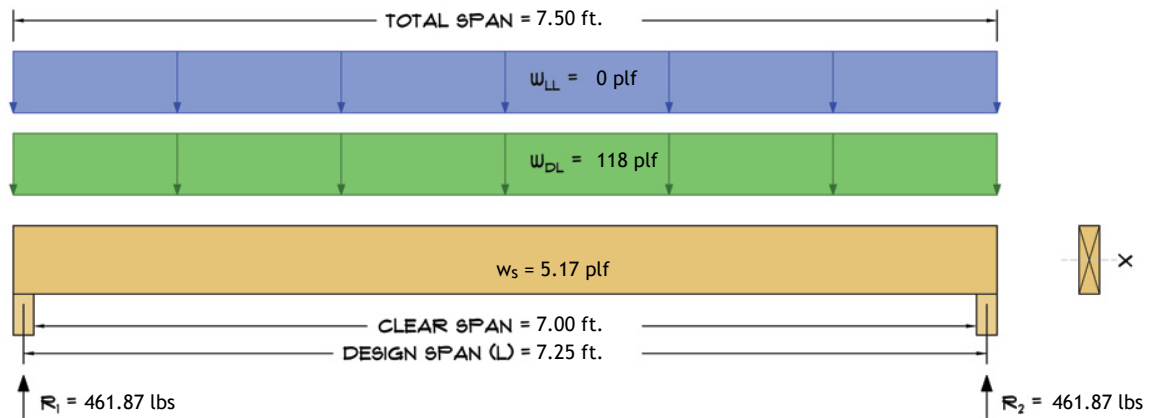 TOTAL SPAN = 7.50 ft.
WLL = 0 plf
WDL = 118 plf
ws = 5.17 plf
X
CLEAR SPAN = 7.00 ft.
DESIGN SPAN (L) = 7.25 ft.
R1 = 461.87 lbs
R2 = 461.87 lbs